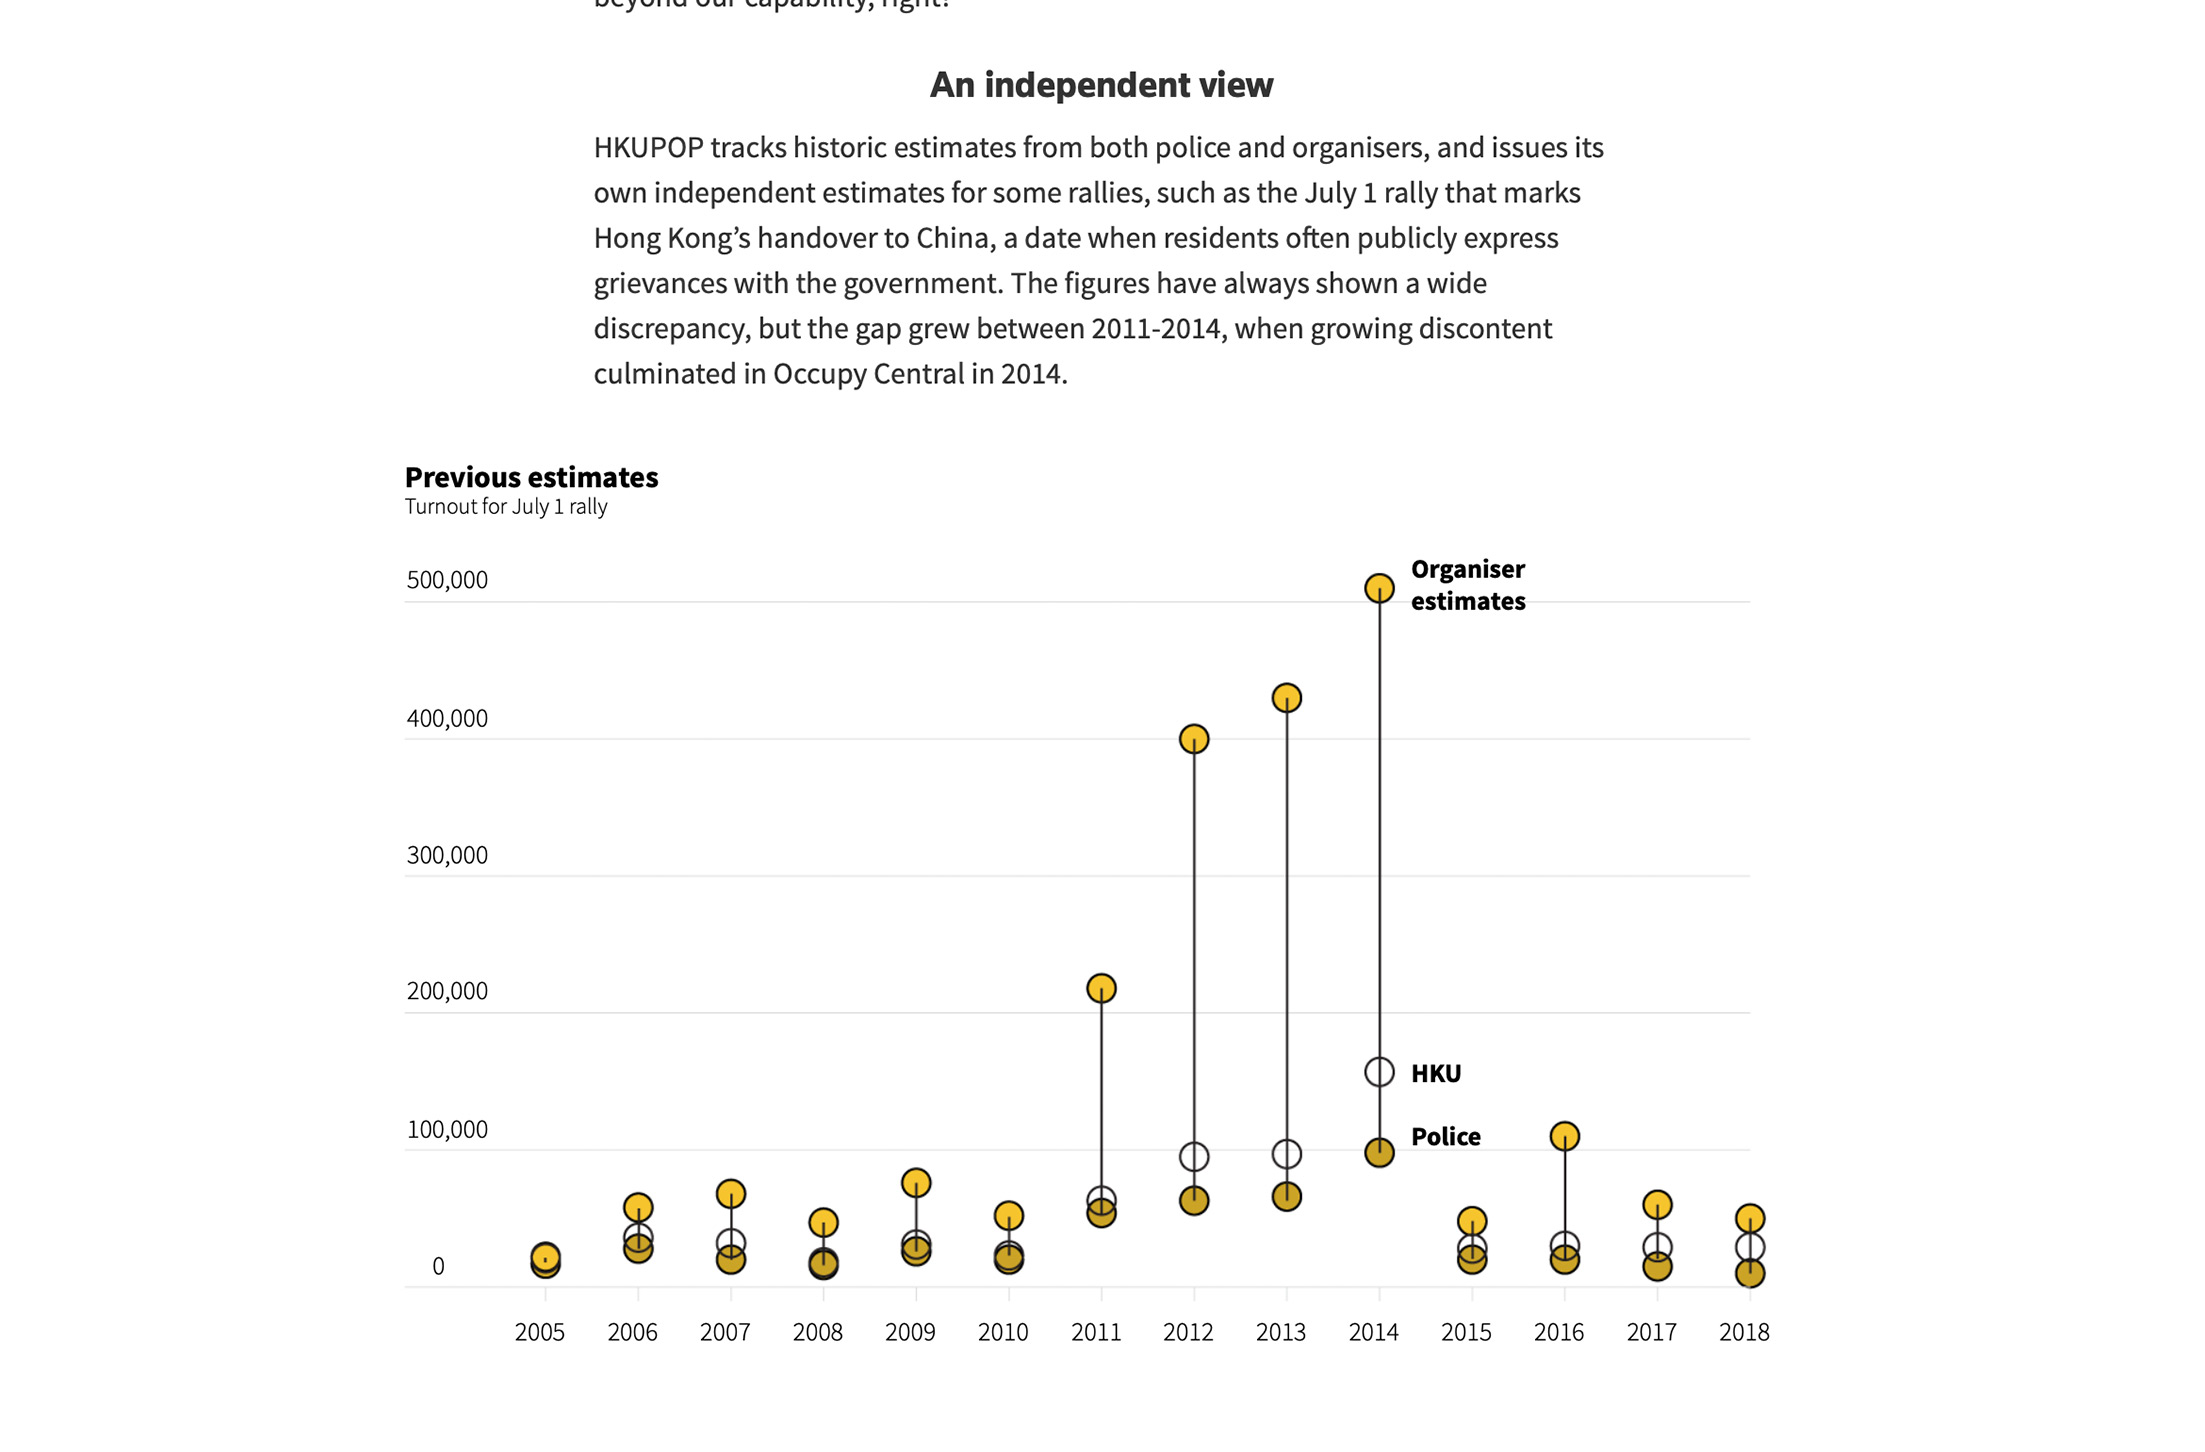 beyond our capability, right?
An independent view
HKUPOP tracks historic estimates from both police and organisers, and issues its
own independent estimates for some rallies, such as the July 1 rally that marks
Hong Kong’s handover to China, a date when residents often publicly express
grievances with the government. The figures have always shown a wide
discrepancy, but the gap grew between 2011-2014, when growing discontent
culminated in Occupy Central in 2014.
Previous estimates
Turnout for July 1 rally
Organiser
estimates
500,000
400,000
300,000
200,000
HKU
100,000
Police
0
2005 2006 2007 2008 2009 2010 2011 2012 2013 2014 2015 2016 2017 2018